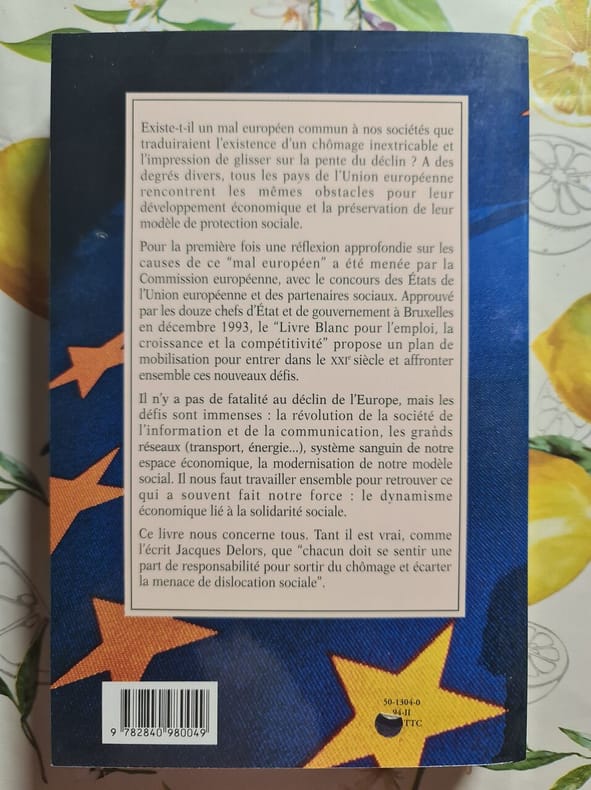 Existe-t-il un mal européen commun à nos sociétés que
traduiraient l'existence d'un chômage inextricable et
l'impression de glisser sur la pente du déclin ? A des
degrés divers, tous les pays de l'Union européenne
rencontrent les mêmes obstacles pour leur
développement économique et la préservation de leur
modèle de protection sociale.
Pour la première fois une réflexion approfondie sur les
causes de ce "mal européen" a été menée par la
Commission européenne, avec le concours des États de
l'Union européenne et des partenaires sociaux. Approuvé
par les douze chefs d'État et de gouvernement à Bruxelles
en décembre 1993, le "Livre Blanc pour l'emploi, la
croissance et la compétitivité" propose un plan de
mobilisation pour entrer dans le XXIe siècle et affronter
ensemble ces nouveaux défis.
Il n'y a pas de fatalité au déclin de l'Europe, mais les
défis sont immenses : la révolution de la société de
l'information et de la communication, les grands
réseaux (transport, énergie...), système sanguin de notre
espace économique, la modernisation de notre modèle
social. Il nous faut travailler ensemble pour retrouver ce
qui a souvent fait notre force : le dynamisme
économique lié à la solidarité sociale.
Ce livre nous concerne tous. Tant il est vrai, comme
l'écrit Jacques Delors, que "chacun doit se sentir une
part de responsabilité pour sortir du chômage et écarter
la menace de dislocation sociale".
50-1304-0
94-II
TTC
9 782840 980049